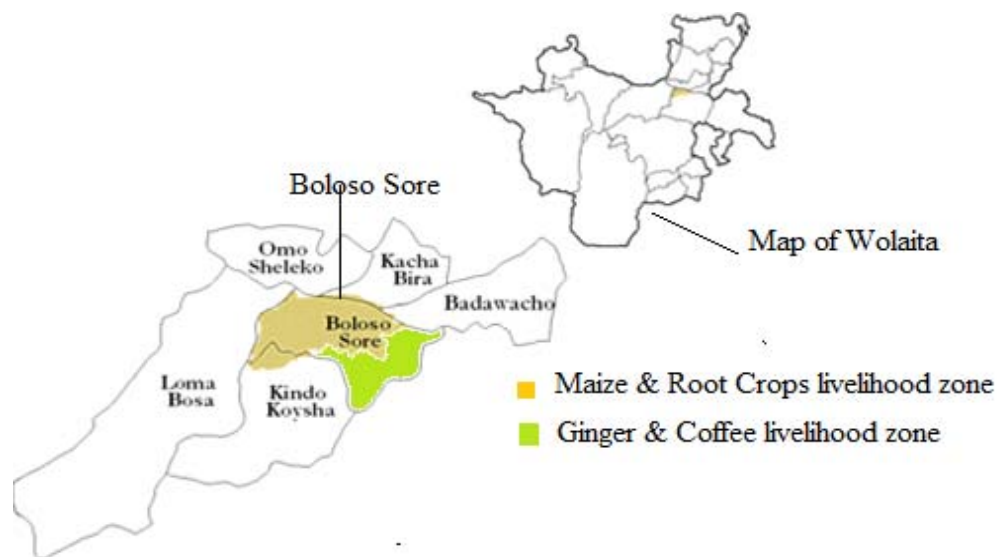 Boloso Sore
Map of Wolaita
Omo
Sheleko
Kacha
Bira
Badawacho
Boloso
Sore
Loma
Bosa
Kindo
Koysha
Maize & Root Crops livelihood zone
Ginger & Coffee livelihood zone